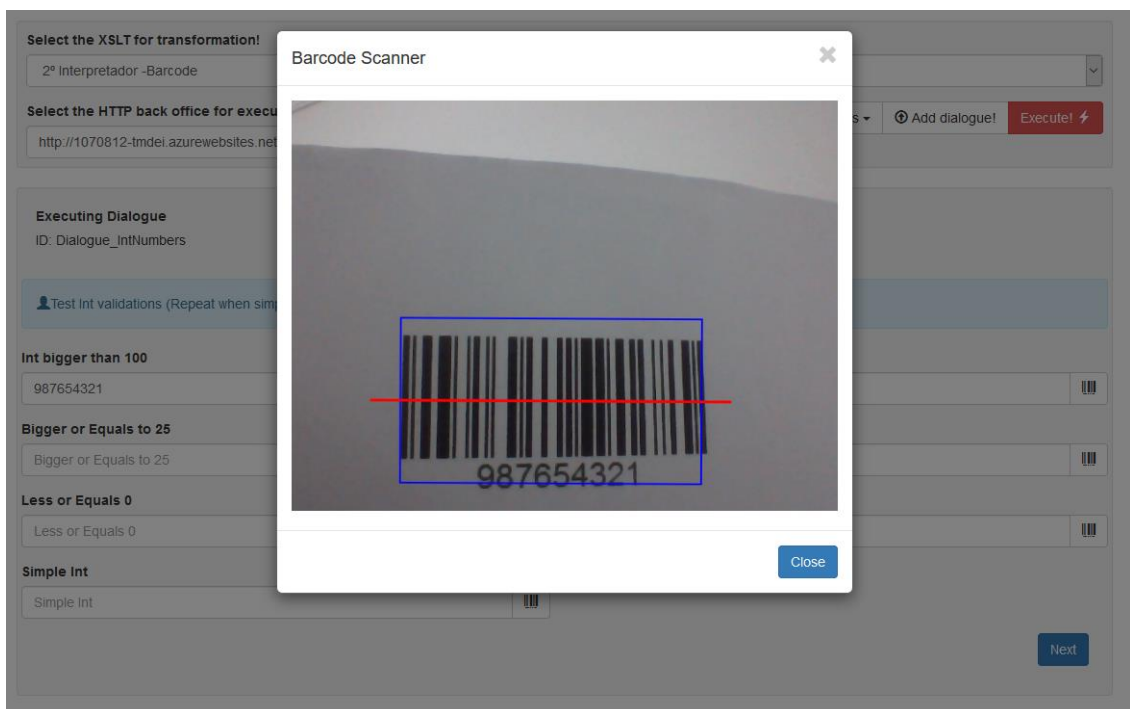 Select the XSLT for transformation!
2º Interpretador -Barcode
Select the HTTP back office for execu
http://1070812-tmdei.azurewebsites.net
s
Add dialogue!
Execute!
Executing Dialogue
ID: Dialogue_IntNumbers
Test Int validations (Repeat when sim
Int bigger than 100
987654321
Bigger or Equals to 25
Bigger or Equals to 25
Less or Equals 0
Less or Equals 0
Simple Int
Simple Int
Next
Barcode Scanner
987654321
Close